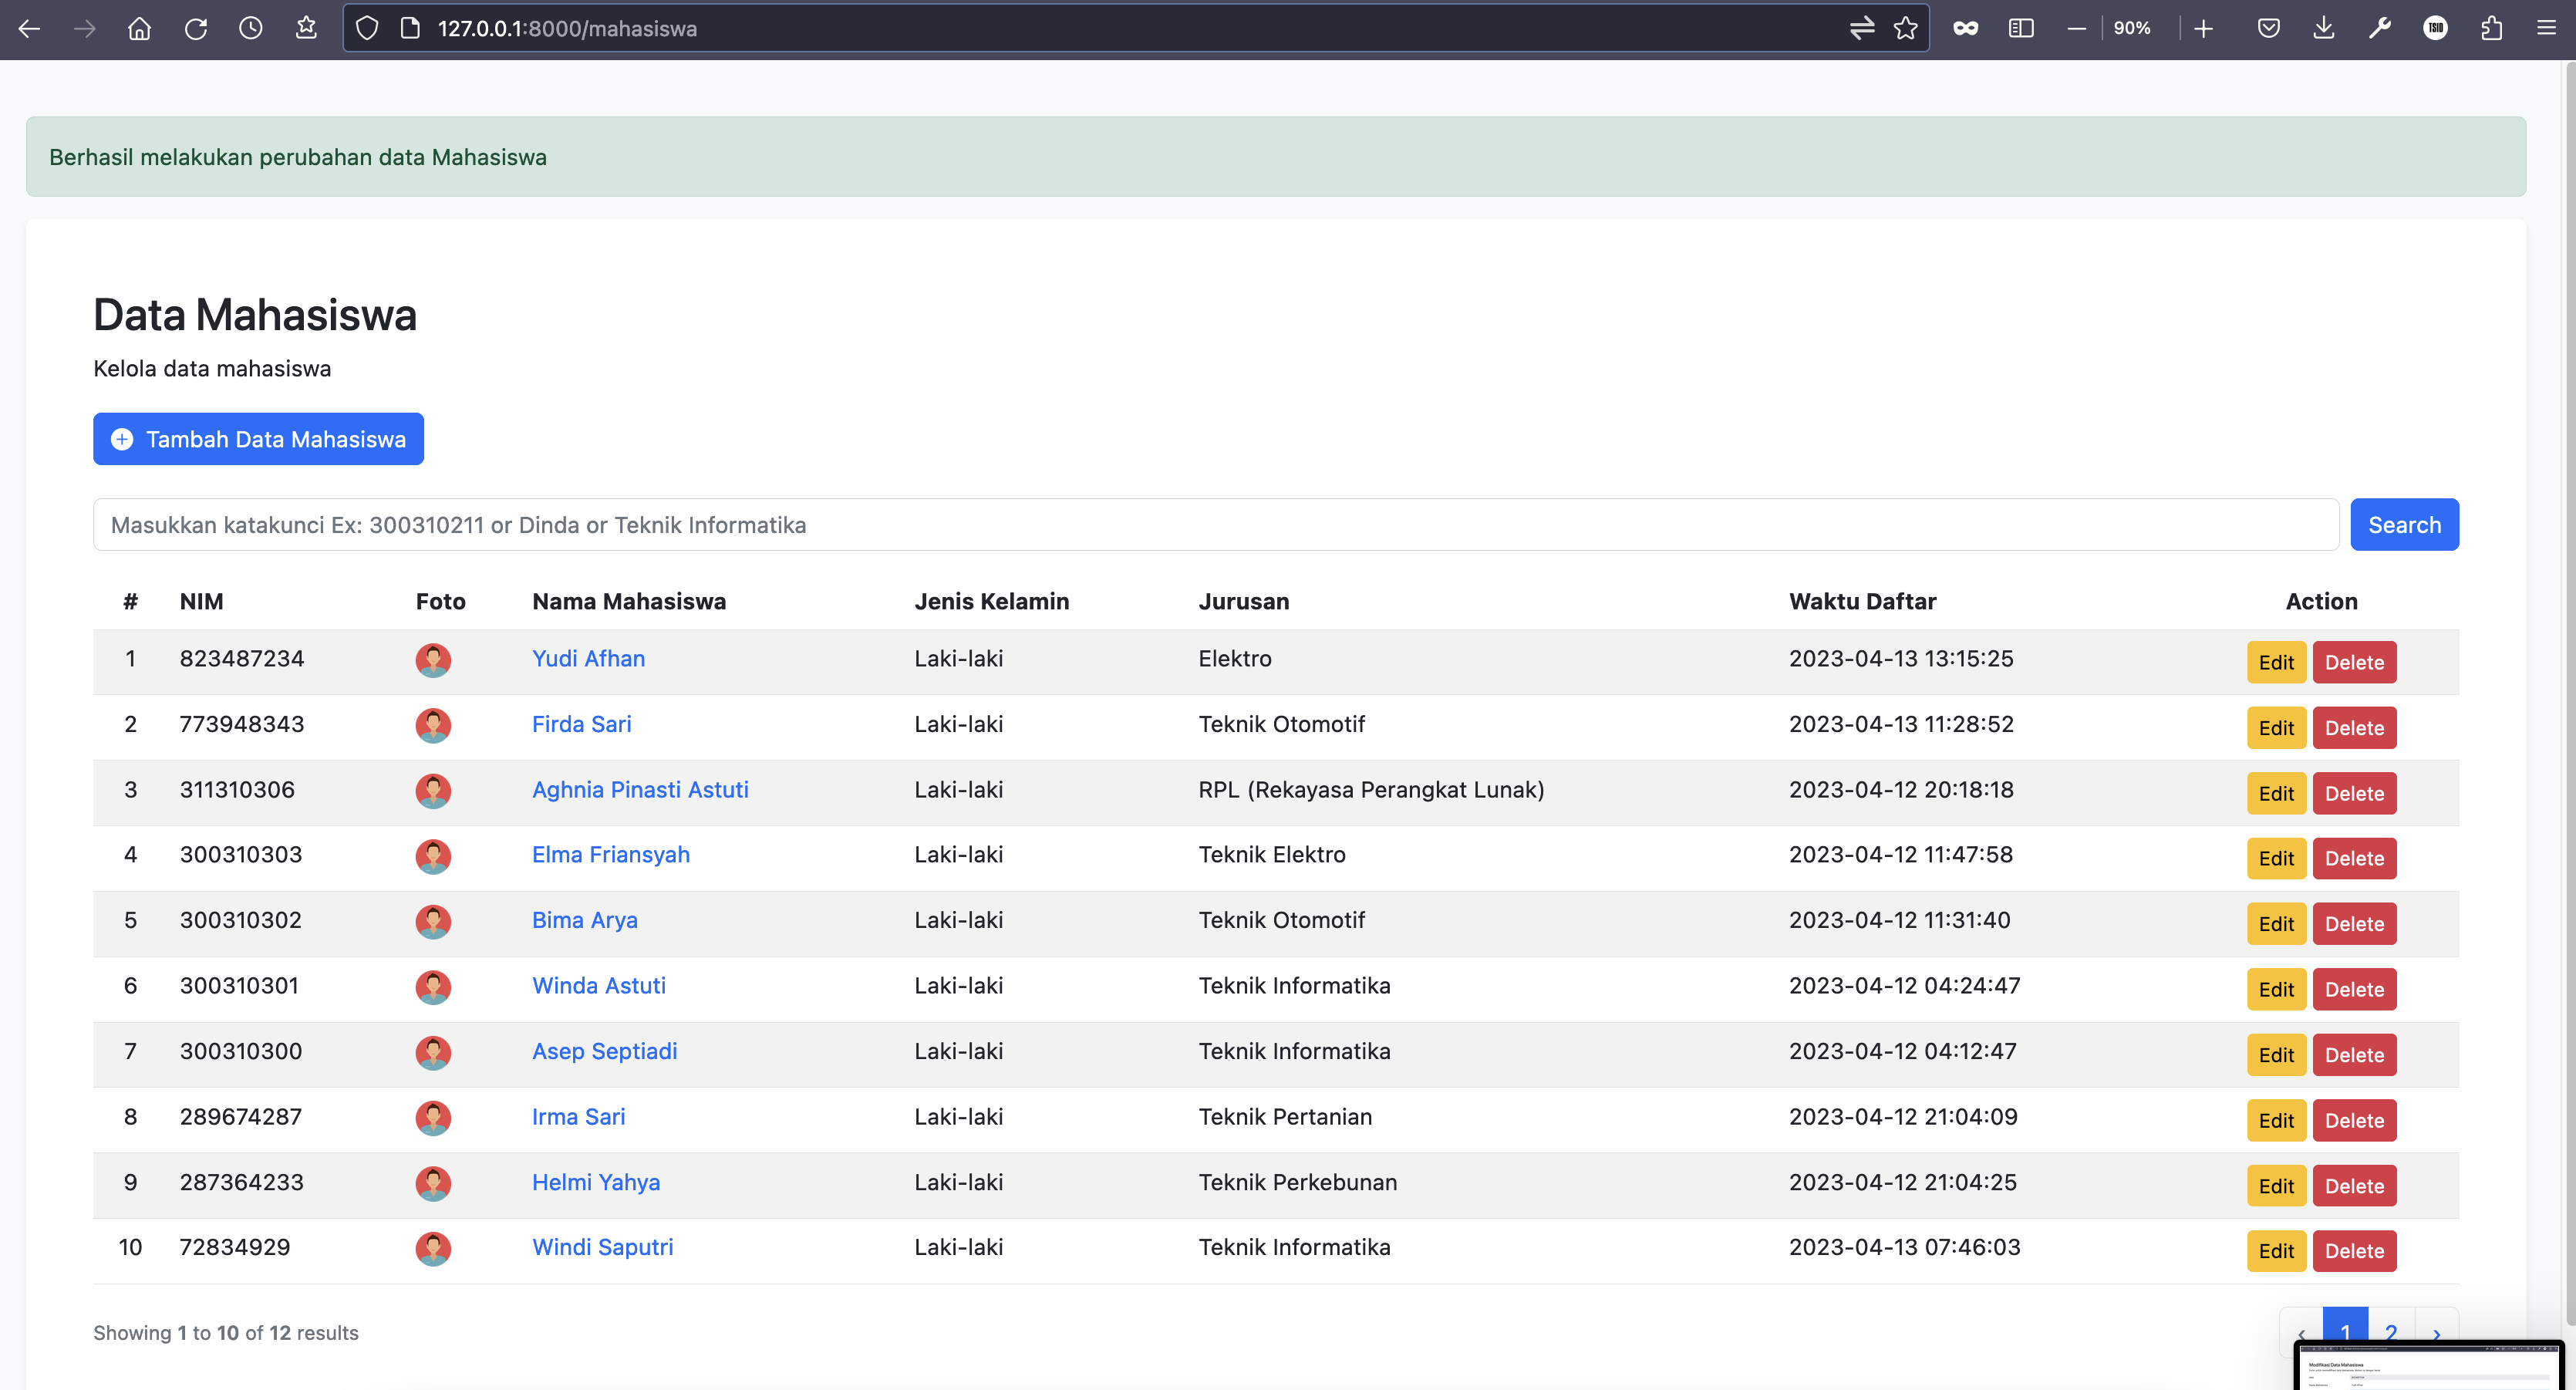 127.0.0.1:8000/mahasiswa 90% TSID
Berhasil melakukan perubahan data Mahasiswa
Data Mahasiswa
Kelola data mahasiswa
Tambah Data Mahasiswa
Masukkan katakunci Ex: 300310211 or Dinda or Teknik Informatika Search
# NIM Foto Nama Mahasiswa Jenis Kelamin Jurusan Waktu Daftar Action
1 823487234 Yudi Afhan Laki-laki Elektro 2023-04-13 13:15:25 Edit Delete
2 773948343 Firda Sari Laki-laki Teknik Otomotif 2023-04-13 11:28:52 Edit Delete
3 311310306 Aghnia Pinasti Astuti Laki-laki RPL (Rekayasa Perangkat Lunak) 2023-04-12 20:18:18 Edit Delete
4 300310303 Elma Friansyah Laki-laki Teknik Elektro 2023-04-12 11:47:58 Edit Delete
5 300310302 Bima Arya Laki-laki Teknik Otomotif 2023-04-12 11:31:40 Edit Delete
6 300310301 Winda Astuti Laki-laki Teknik Informatika 2023-04-12 04:24:47 Edit Delete
7 300310300 Asep Septiadi Laki-laki Teknik Informatika 2023-04-12 04:12:47 Edit Delete
8 289674287 Irma Sari Laki-laki Teknik Pertanian 2023-04-12 21:04:09 Edit Delete
9 287364233 Helmi Yahya Laki-laki Teknik Perkebunan 2023-04-12 21:04:25 Edit Delete
10 72834929 Windi Saputri Laki-laki Teknik Informatika 2023-04-13 07:46:03 Edit Delete
Showing 1 to 10 of 12 results ‹ 1 2 ›
Modifikasi Data Mahasiswa